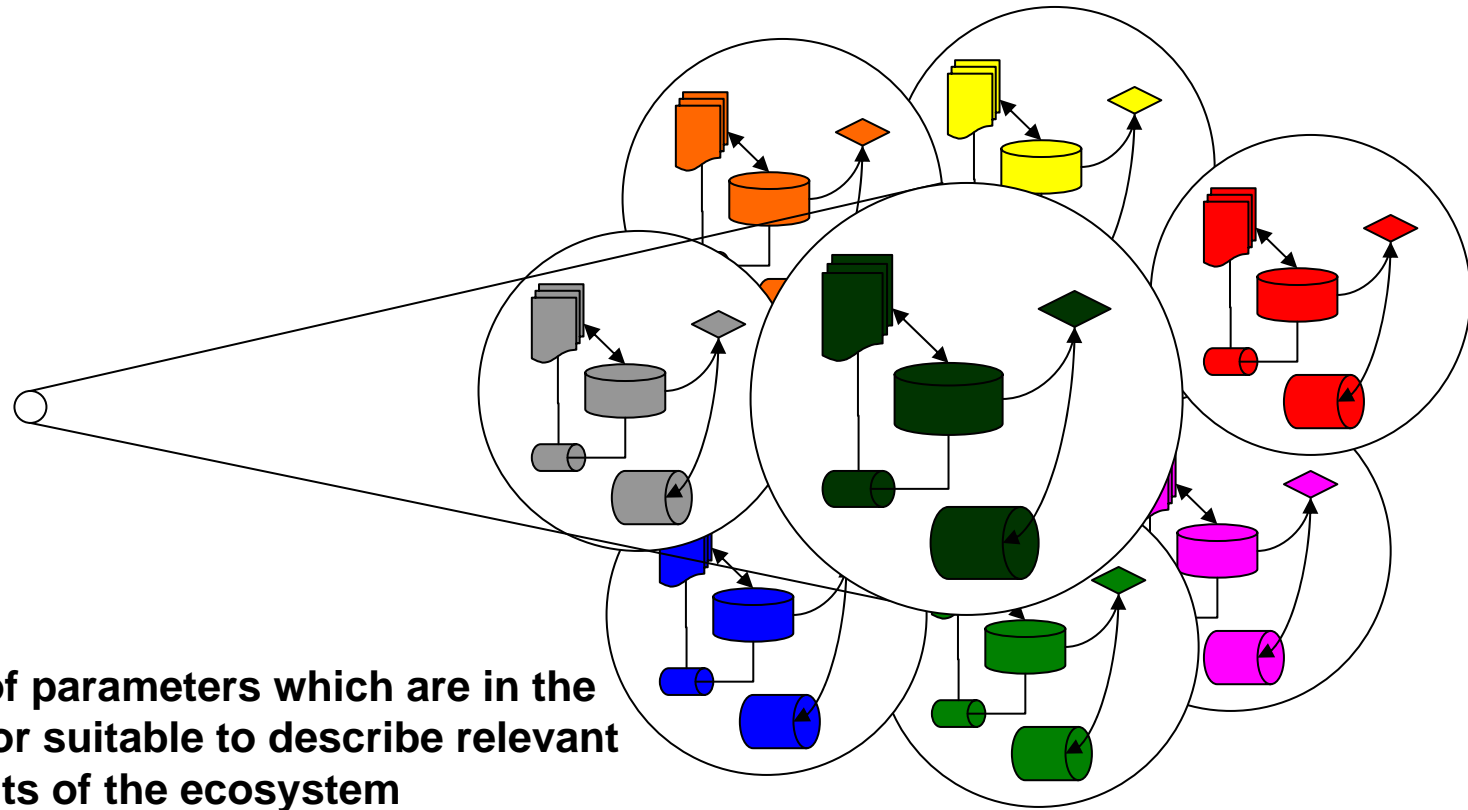 of parameters which are in the
or suitable to describe relevant
ts of the ecosystem